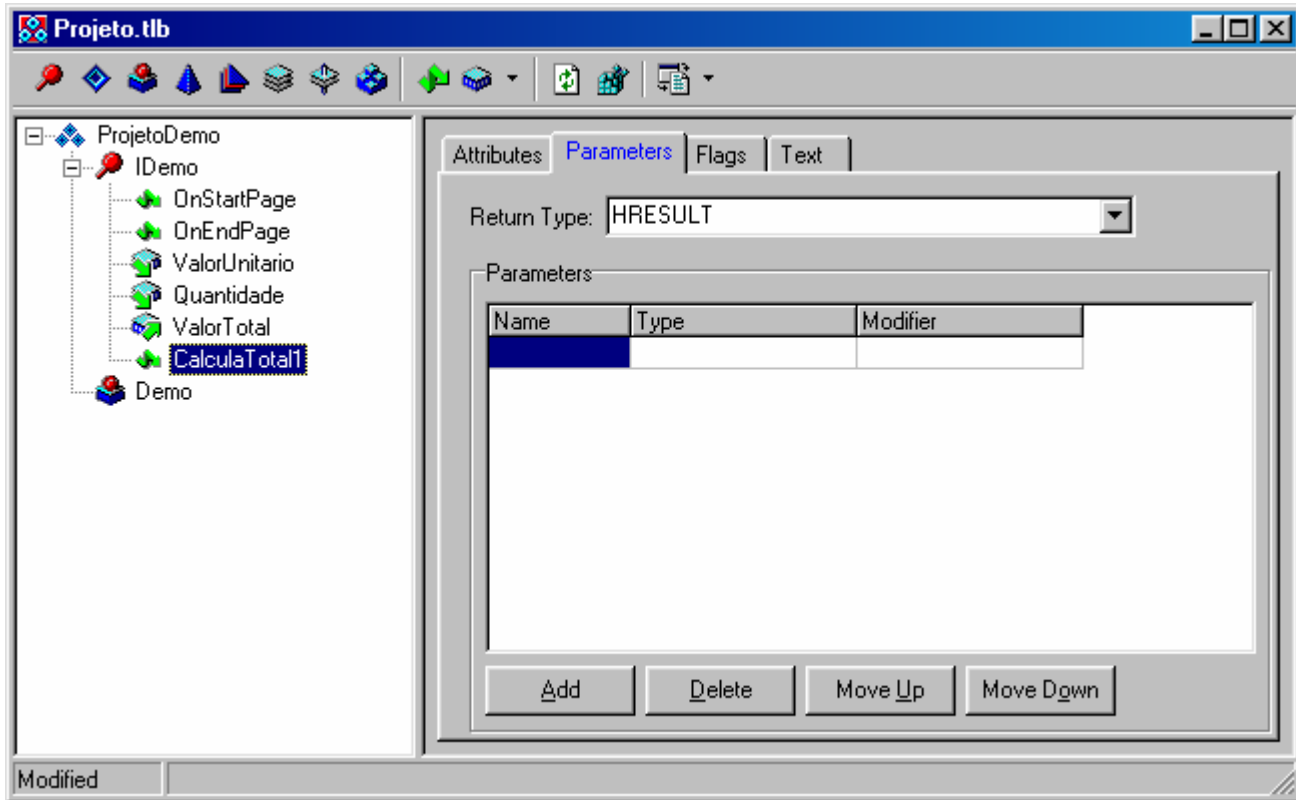 Projeto.tlb
ProjetoDemo
IDemo
OnStartPage
OnEndPage
ValorUnitario
Quantidade
ValorTotal
CalculaTotal1
Demo
Attributes Parameters Flags Text
Return Type: HRESULT
Parameters
Name Type Modifier
Add Delete Move Up Move Down
Modified